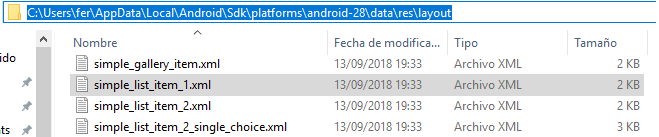 C:\Users\fer\AppData\Local\Android\Sdk\platforms\android-28\data\res\layout
Nombre Fecha de modifica... Tipo Tamaño
ido simple_gallery_item.xml 13/09/2018 19:33 Archivo XML 2 KB
simple_list_item_1.xml 13/09/2018 19:33 Archivo XML 2 KB
simple_list_item_2.xml 13/09/2018 19:33 Archivo XML 2 KB
nts simple_list_item_2_single_choice.xml 13/09/2018 19:33 Archivo XML 3 KB